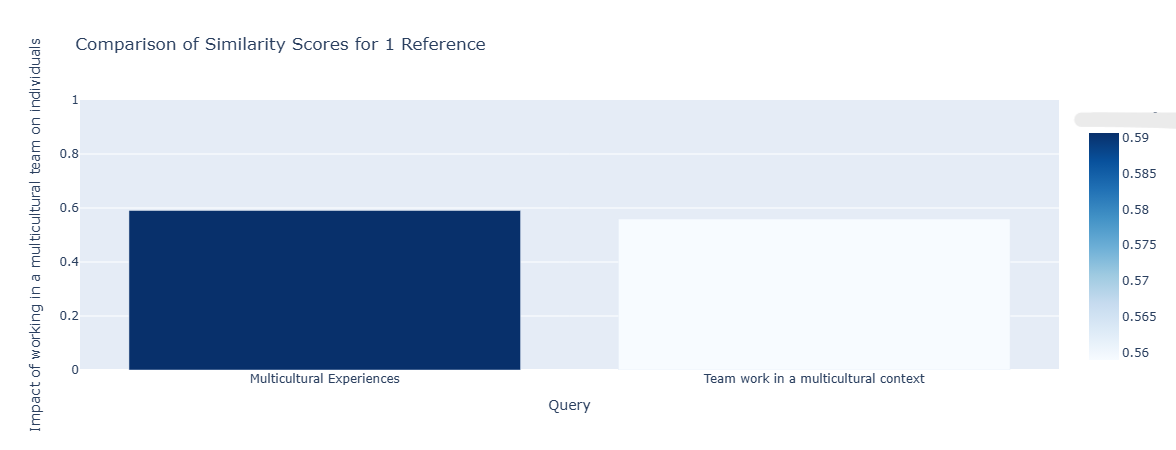 Comparison of Similarity Scores for 1 Reference
Impact of working in a multicultural team on individuals
1
0.8
0.6
0.4
0.2
0
Multicultural Experiences
Team work in a multicultural context
Query
0.59
0.585
0.58
0.575
0.57
0.565
0.56